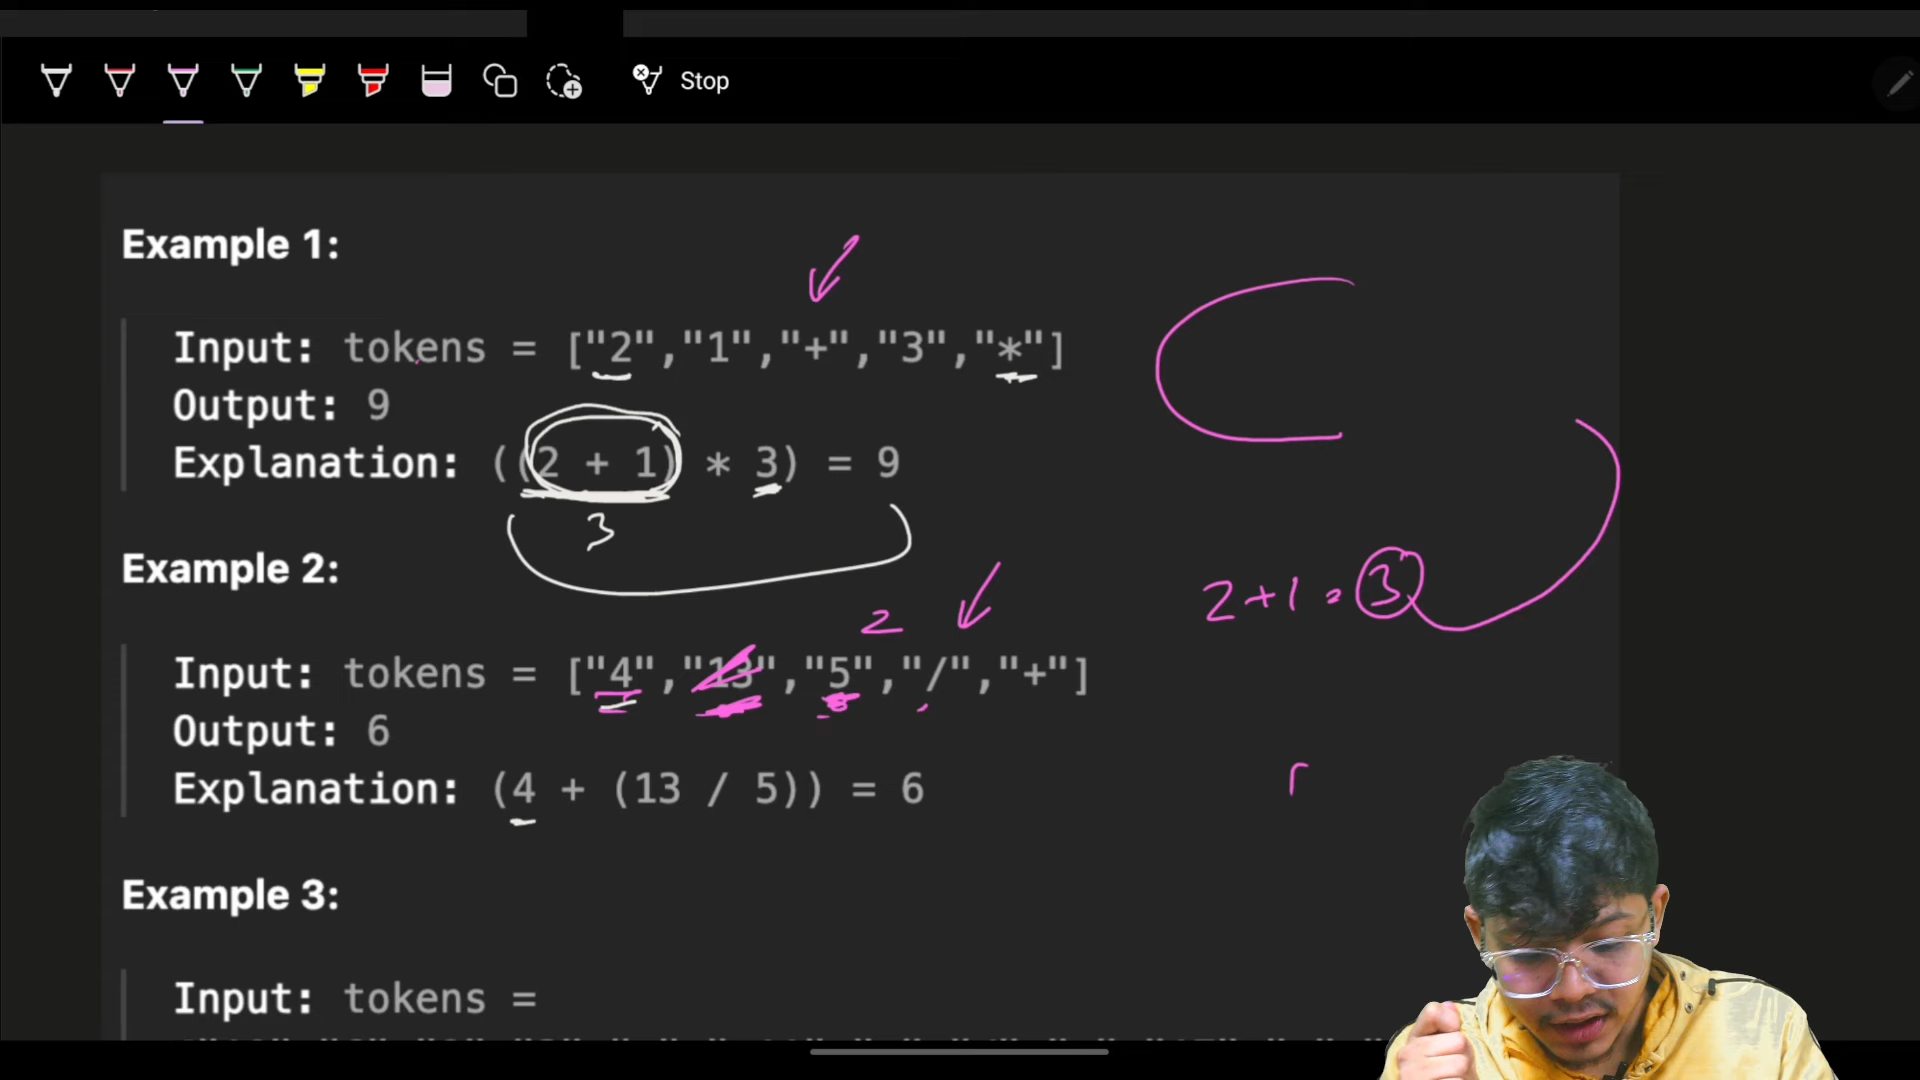 Stop
Example 1:
Input: tokens = ["2","1","+","3","*"]
Output: 9
Explanation: ((2 + 1) * 3) = 9
3
2+1=3
Example 2:
2
Input: tokens = ["4","13","5","/","+"]
Output: 6
Explanation: (4 + (13 / 5)) = 6
Example 3:
Input: tokens =